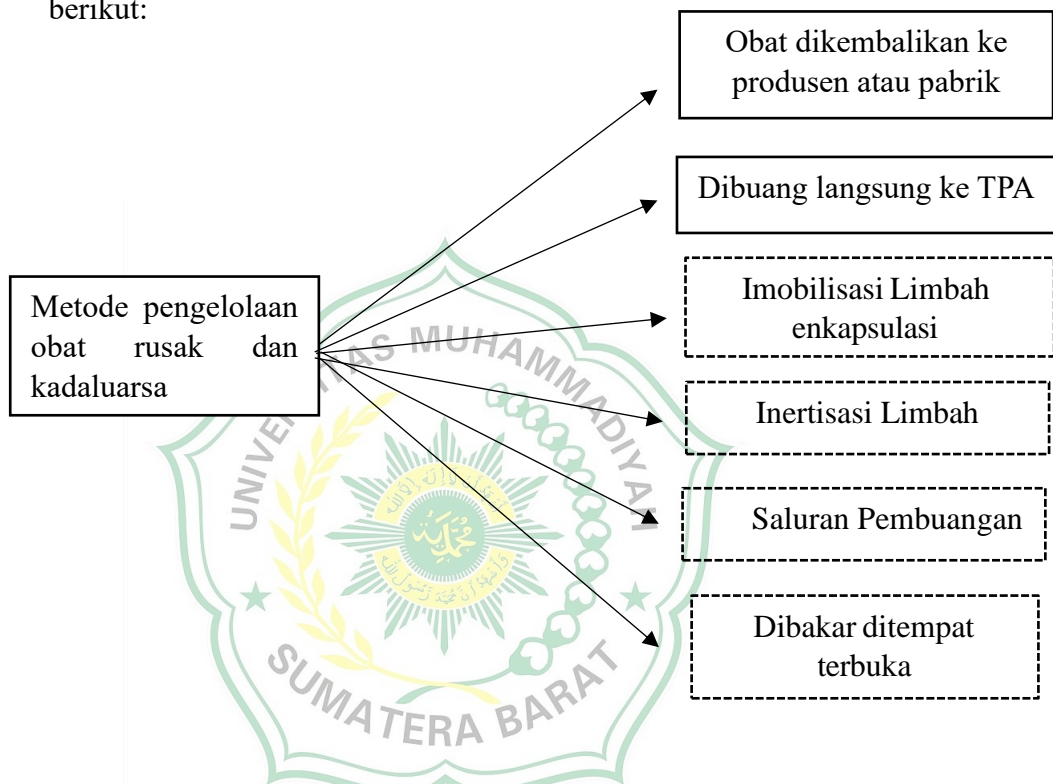 berikut:
Obat dikembalikan ke
produsen atau pabrik
Dibuang langsung ke TPA
Metode pengelolaan
obat rusak dan
kadaluarsa
Imobilisasi Limbah
enkapsulasi
Inertisasi Limbah
Saluran Pembuangan
Dibakar ditempat
terbuka
UNIVERSITAS MUHAMMADIYAH
SUMATERA BARAT